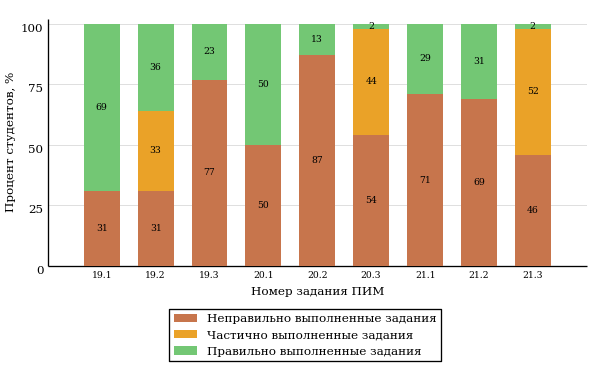 Процент студентов, %
100
75
50
25
0
69 36 23 50 13 2 29 31 2
33 44 52
31 31 77 50 87 54 71 69 46
19.1 19.2 19.3 20.1 20.2 20.3 21.1 21.2 21.3
Номер задания ПИМ
Неправильно выполненные задания
Частично выполненные задания
Правильно выполненные задания